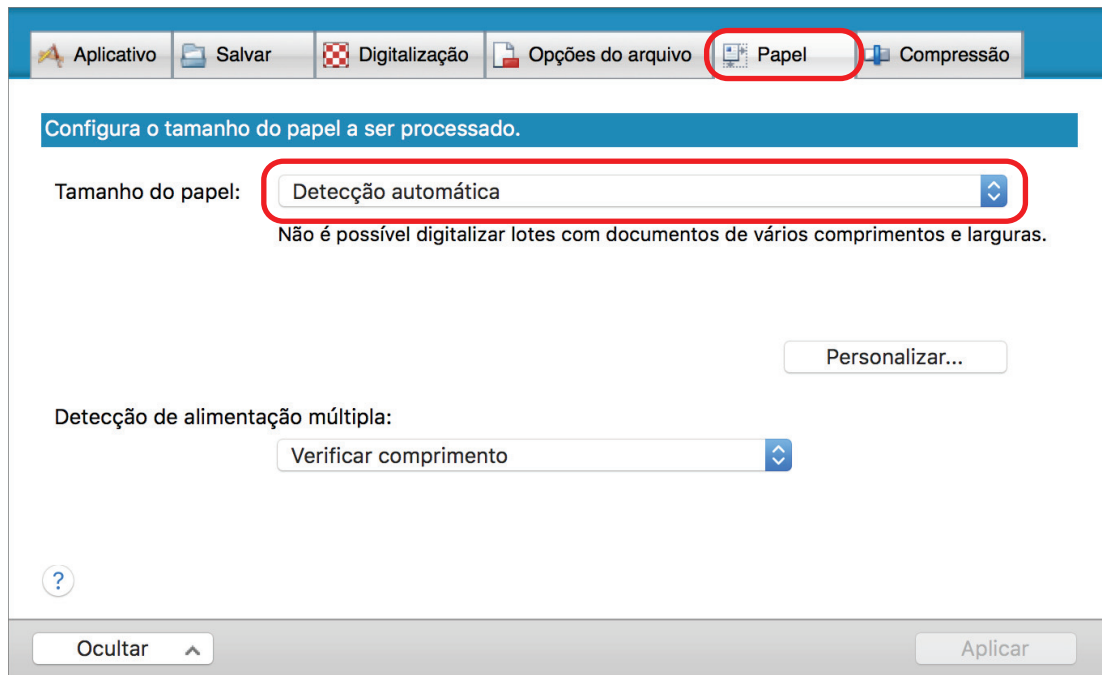 Aplicativo Salvar Digitalização Opções do arquivo Papel Compressão
Configura o tamanho do papel a ser processado.
Tamanho do papel: Detecção automática
Não é possível digitalizar lotes com documentos de vários comprimentos e larguras.
Personalizar...
Detecção de alimentação múltipla:
Verificar comprimento
?
Ocultar Aplicar